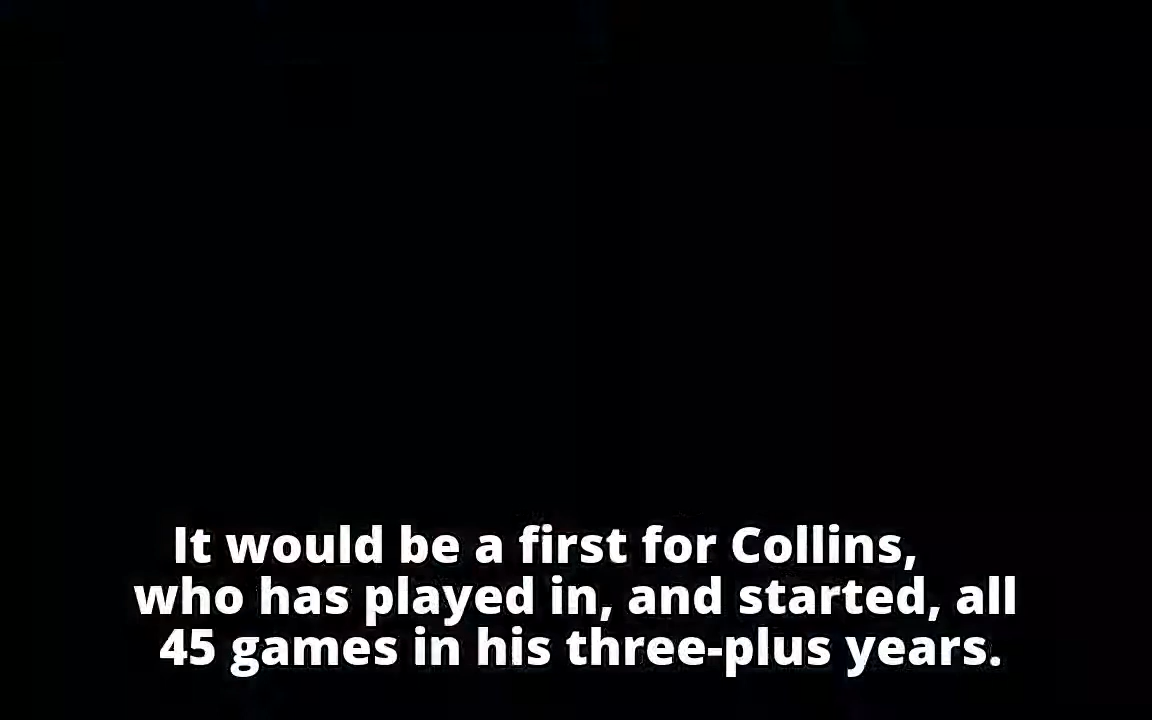 It would be a first for Collins,
who has played in, and started, all
45 games in his three-plus years.